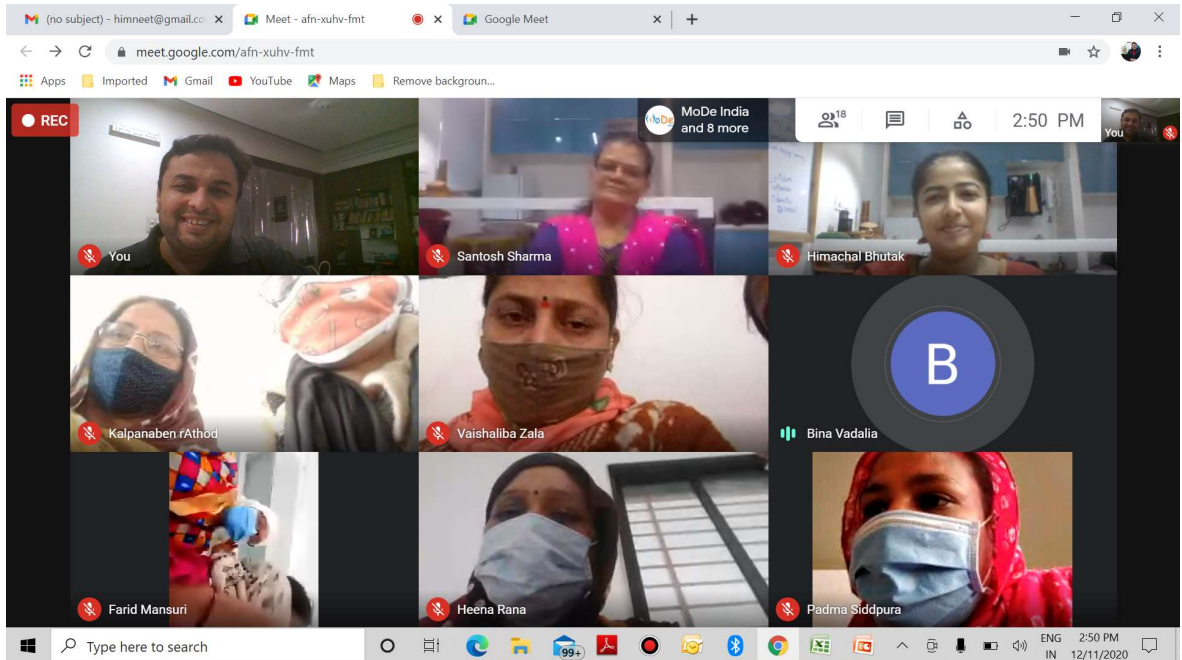 (no subject) - himneet@gmail.co
Meet - afn-xuhv-fmt
Google Meet
meet.google.com/afn-xuhv-fmt
Apps
Imported
Gmail
YouTube
Maps
Remove backgroun...
REC
MoDe
MoDe India
and 8 more
18
2:50 PM
You
You
Santosh Sharma
Himachal Bhutak
Kalpanaben rAthod
Vaishaliba Zala
B
Bina Vadalia
Farid Mansuri
Heena Rana
Padma Siddpura
Type here to search
99+
ENG
IN
2:50 PM
12/11/2020